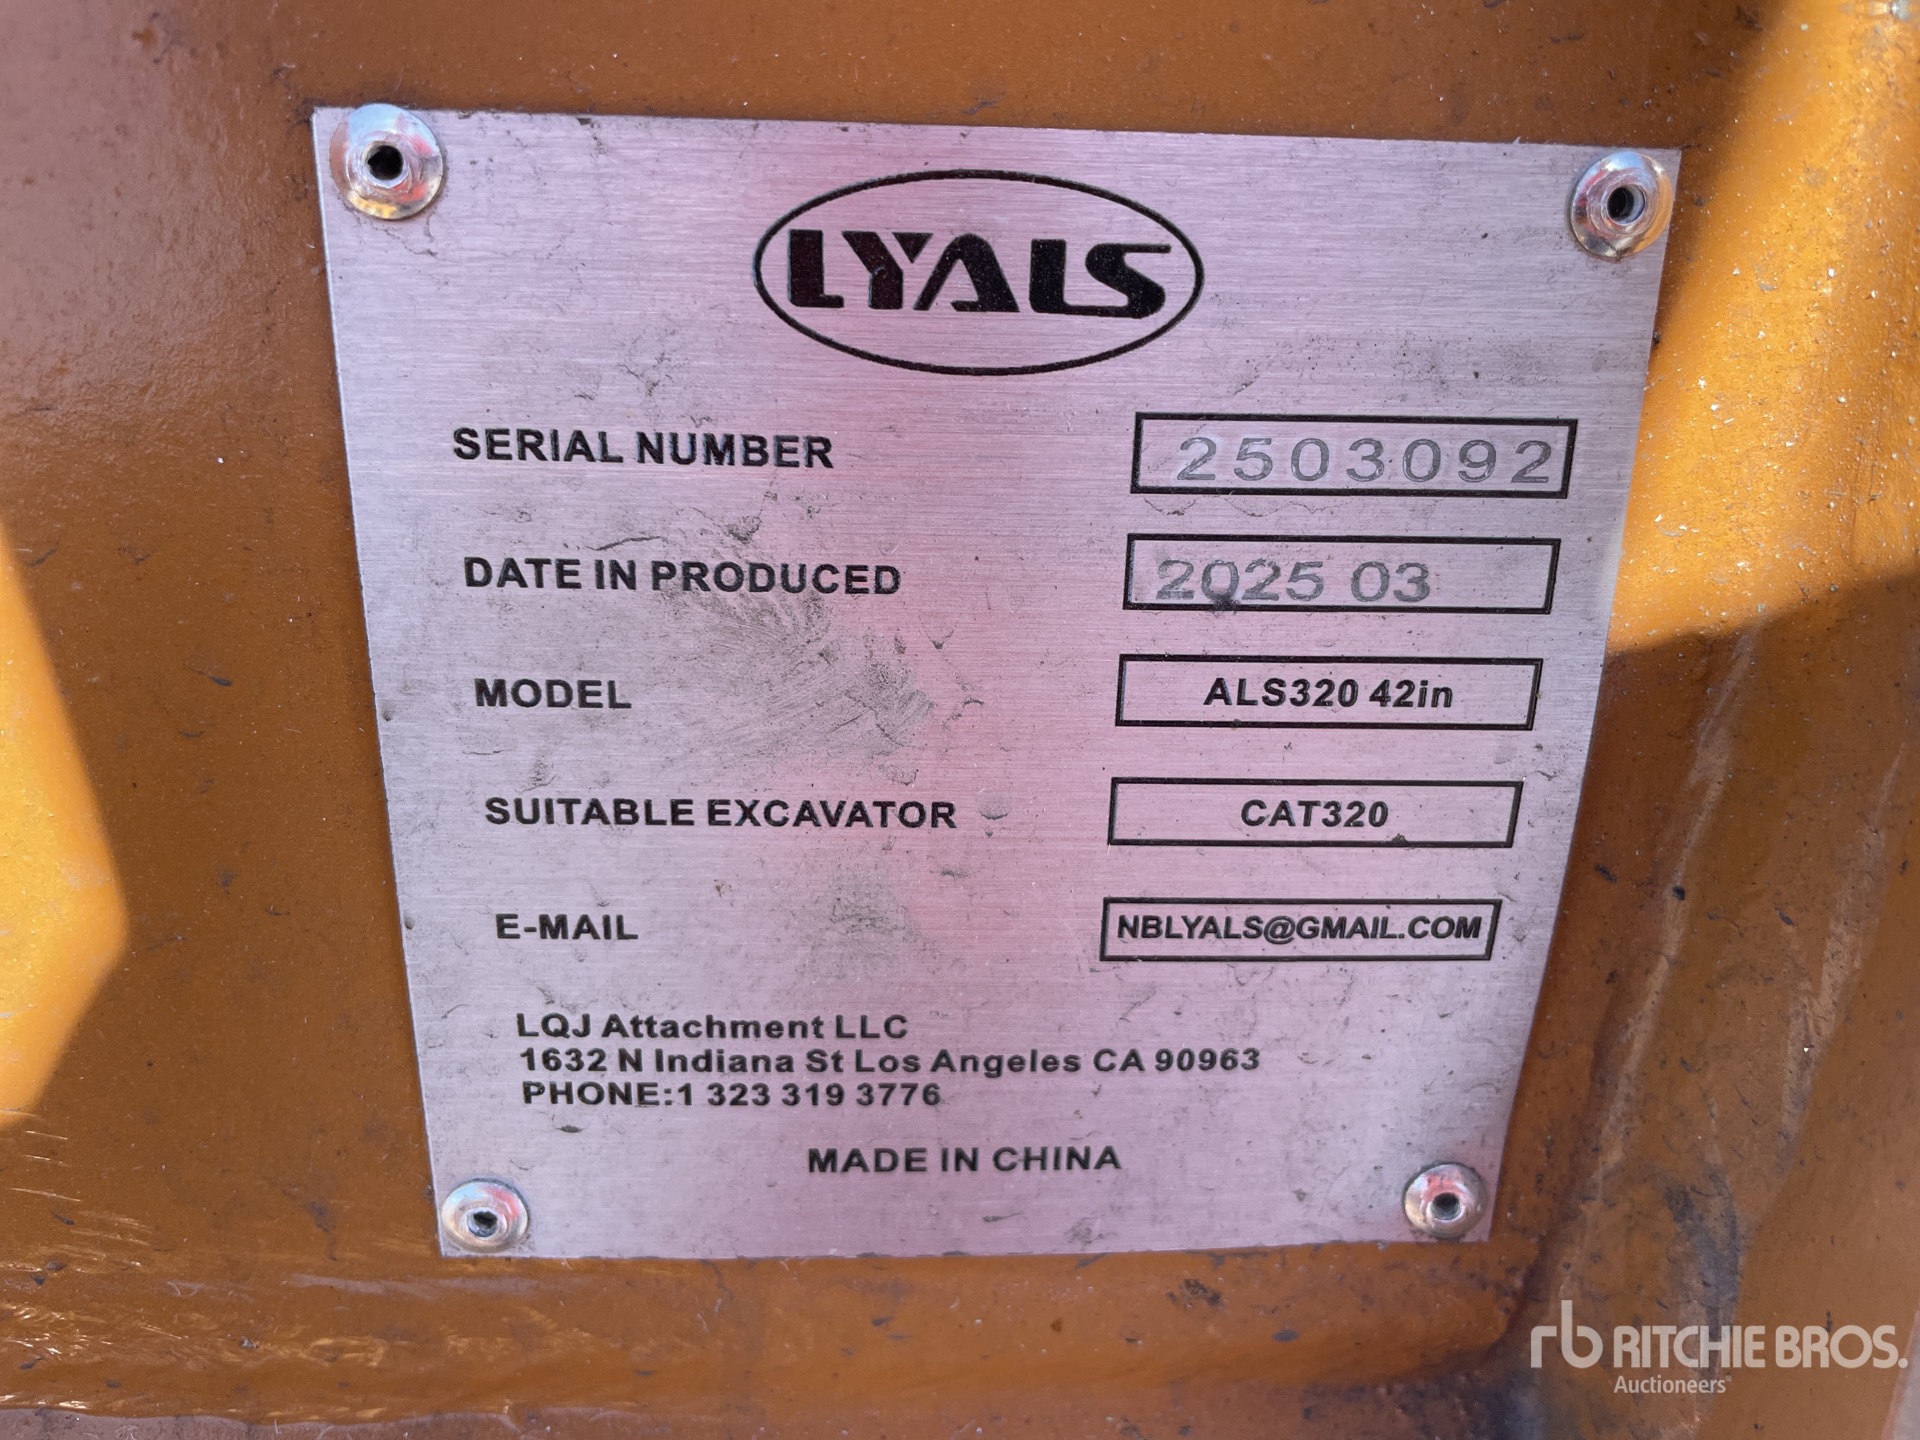 LYALS
SERIAL NUMBER 2503092
DATE IN PRODUCED 2025 03
MODEL ALS320 42in
SUITABLE EXCAVATOR CAT320
E-MAIL NBLYALS@GMAIL.COM
LQJ Attachment LLC
1632 N Indiana St Los Angeles CA 90963
PHONE:1 323 319 3776
MADE IN CHINA
rb RITCHIE BROS.
Auctioneers